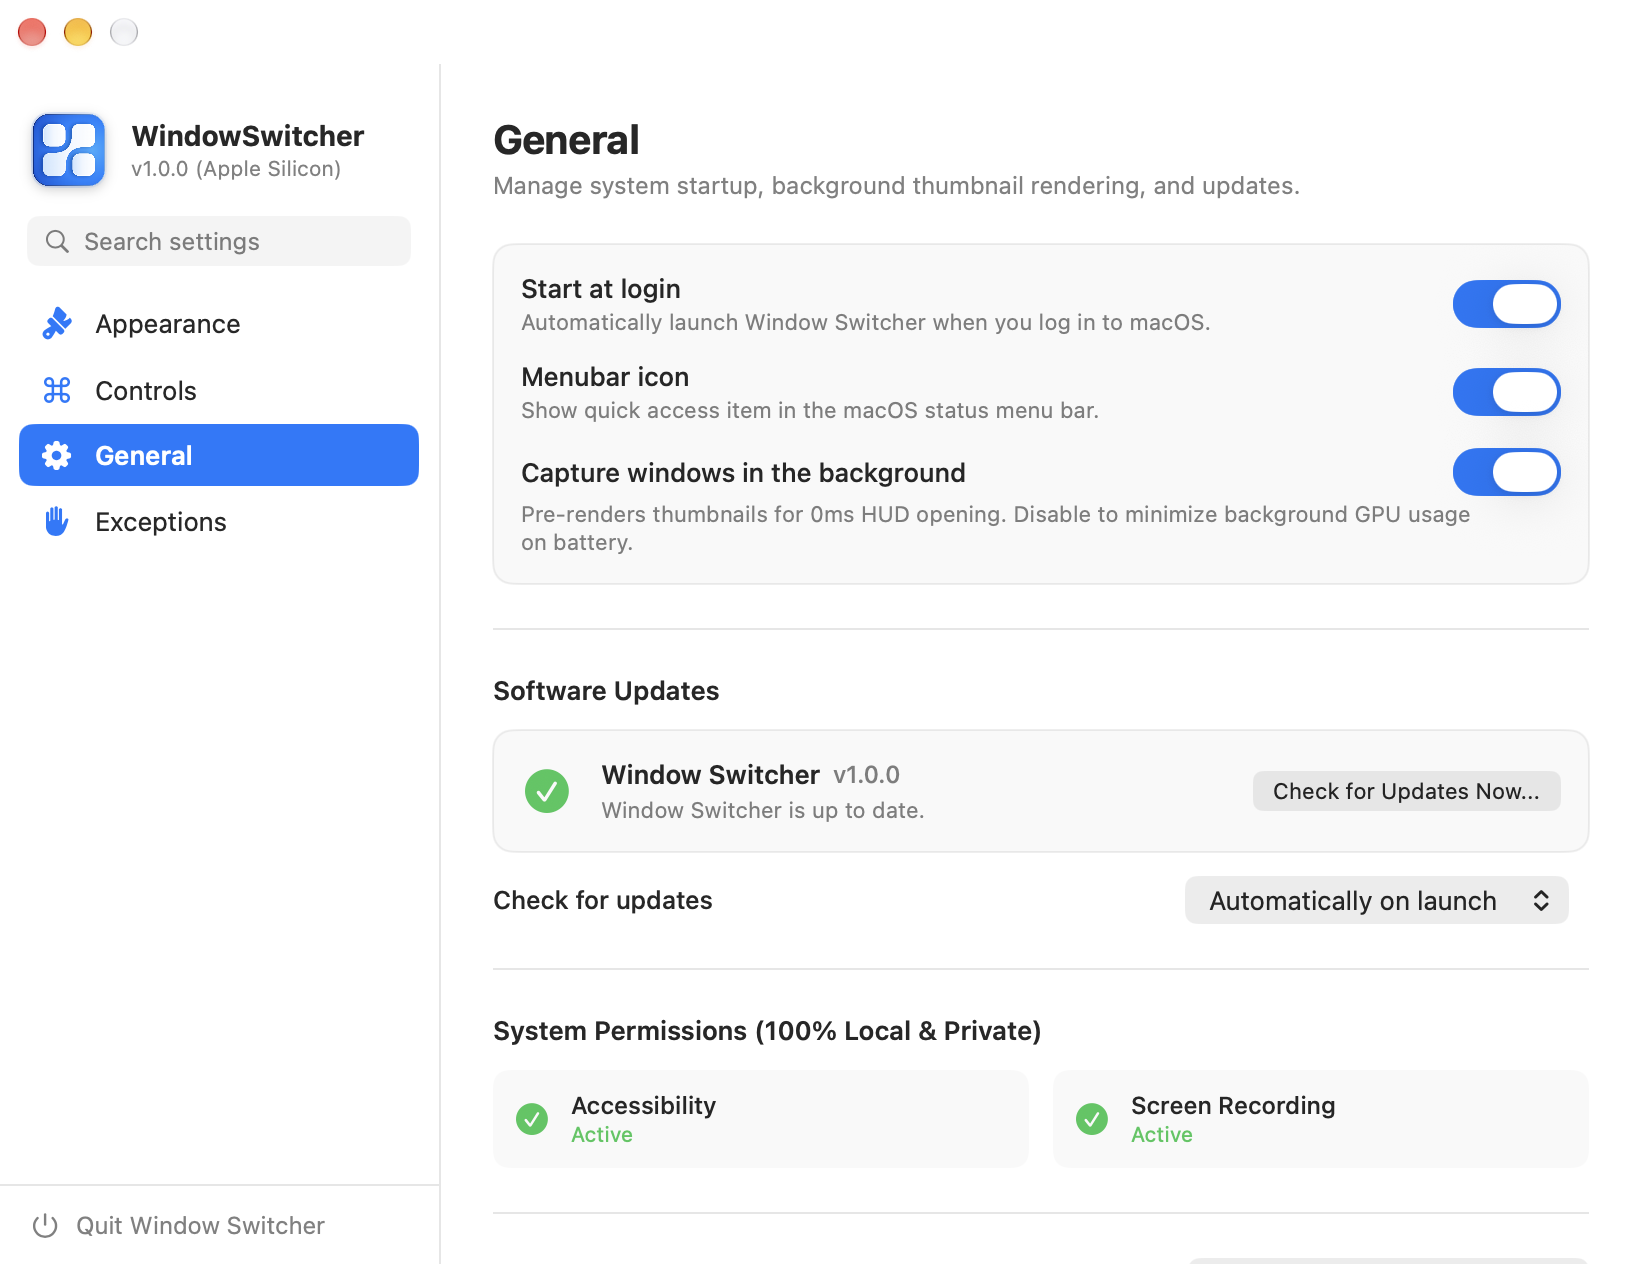 WindowSwitcher
v1.0.0 (Apple Silicon)
Search settings
Appearance
Controls
General
Exceptions
Quit Window Switcher
General
Manage system startup, background thumbnail rendering, and updates.
Start at login
Automatically launch Window Switcher when you log in to macOS.
Menubar icon
Show quick access item in the macOS status menu bar.
Capture windows in the background
Pre-renders thumbnails for 0ms HUD opening. Disable to minimize background GPU usage
on battery.
Software Updates
Window Switcher v1.0.0
Window Switcher is up to date.
Check for Updates Now...
Check for updates
Automatically on launch
System Permissions (100% Local & Private)
Accessibility
Active
Screen Recording
Active